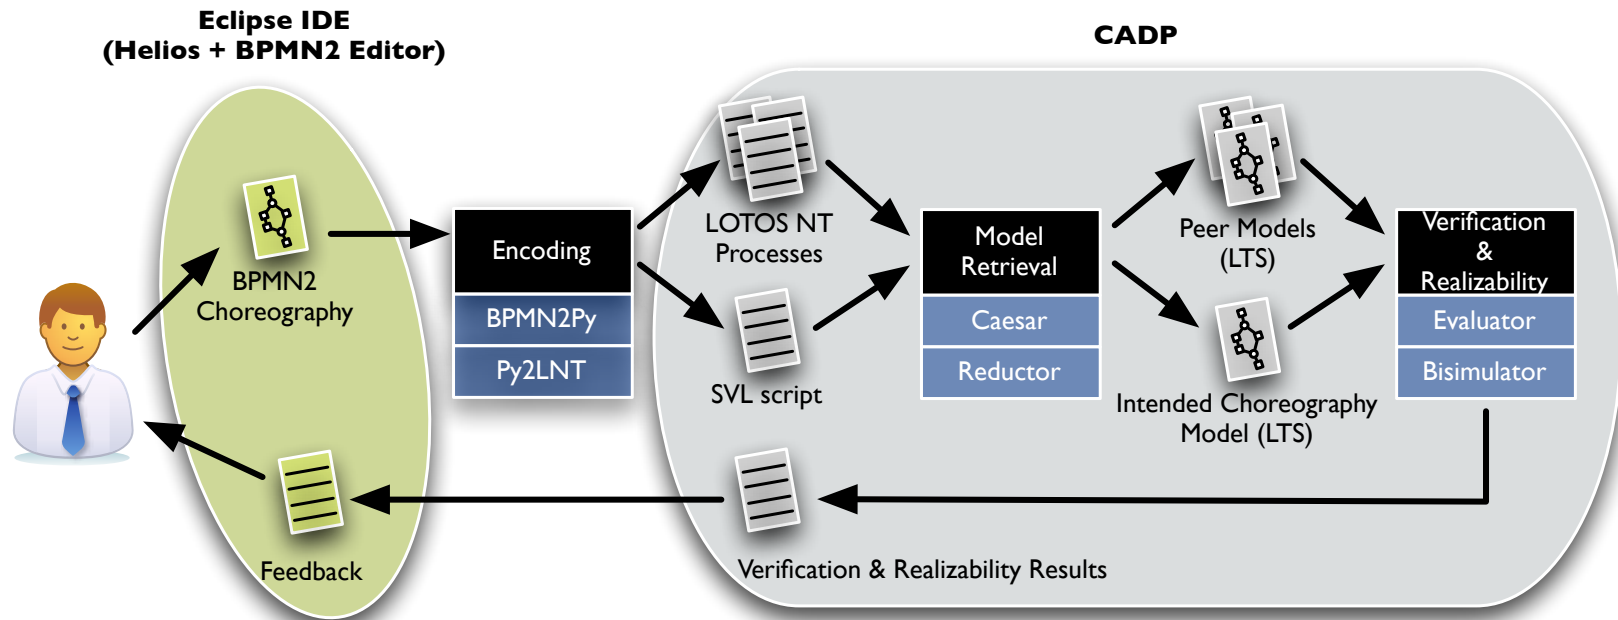 Eclipse IDE
(Helios + BPMN2 Editor)
CADP
BPMN2
Choreography
Encoding
BPMN2Py
Py2LNT
LOTOS NT
Processes
SVL script
Model
Retrieval
Caesar
Reductor
Peer Models
(LTS)
Intended Choreography
Model (LTS)
Verification
&
Realizability
Evaluator
Bisimulator
Feedback
Verification & Realizability Results